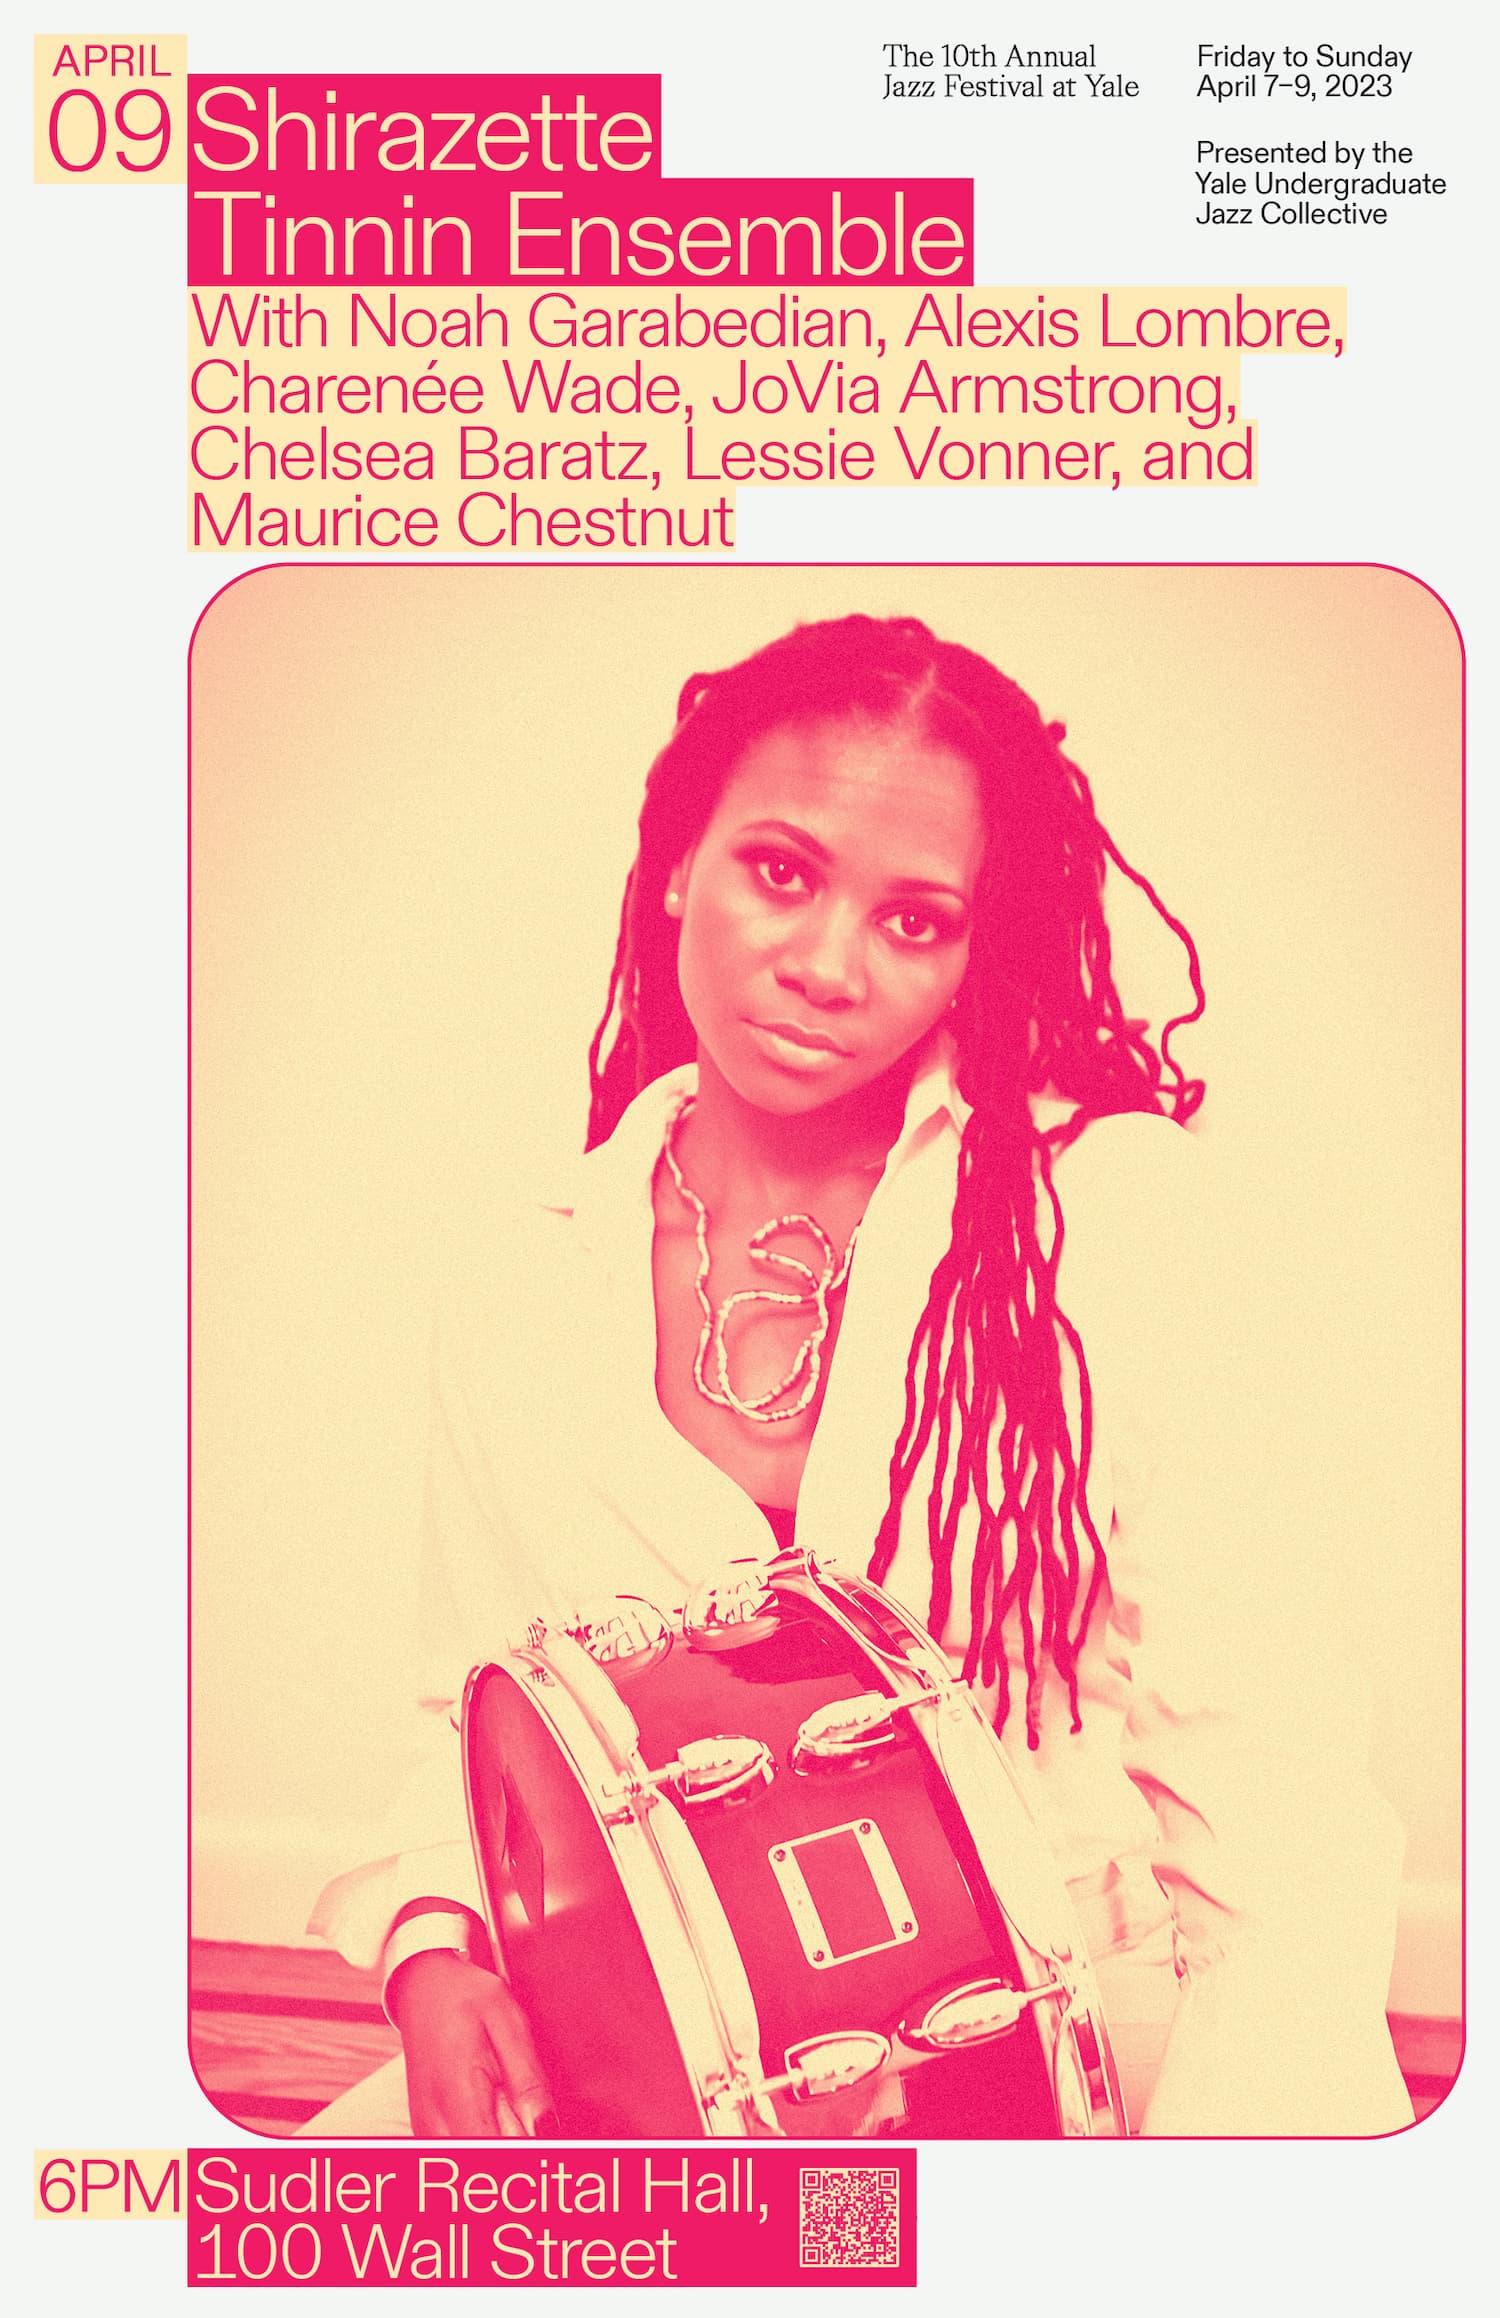 APRIL
09
Shirazette
Tinnin Ensemble
The 10th Annual
Jazz Festival at Yale
Friday to Sunday
April 7–9, 2023
Presented by the
Yale Undergraduate
Jazz Collective
With Noah Garabedian, Alexis Lombre,
Charenée Wade, JoVia Armstrong,
Chelsea Baratz, Lessie Vonner, and
Maurice Chestnut
6PM
Sudler Recital Hall,
100 Wall Street